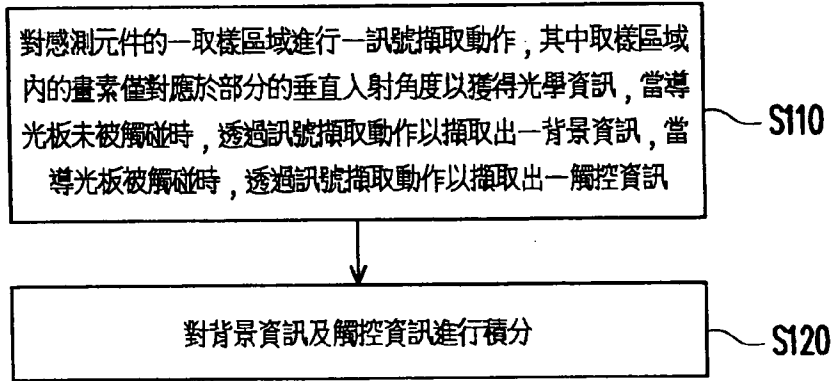 對感測元件的一取樣區域進行一訊號擷取動作，其中取樣區域
內的畫素僅對應於部分的垂直入射角度以獲得光學資訊，當導
光板未被觸碰時，透過訊號擷取動作以擷取出一背景資訊，當
導光板被觸碰時，透過訊號擷取動作以擷取出一觸控資訊
S110
對背景資訊及觸控資訊進行積分
S120